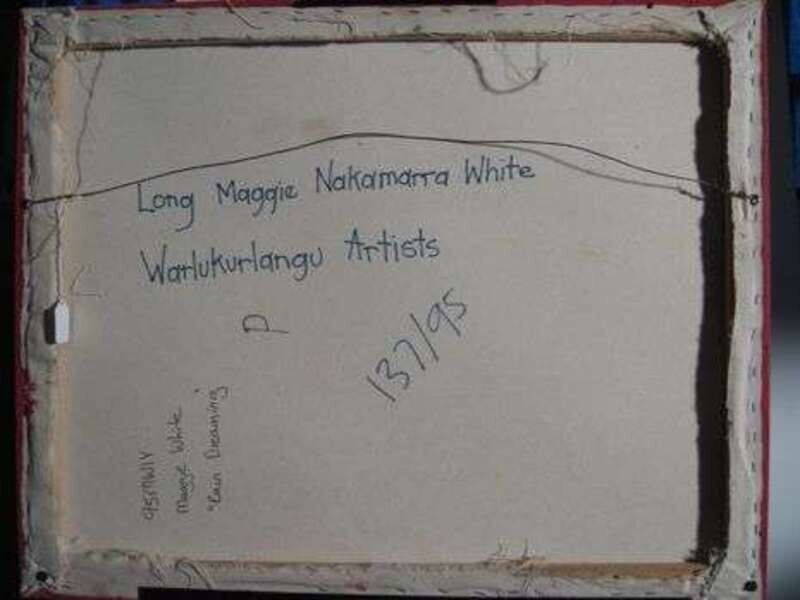 Long Maggie Nakamarra White
Warlukurlangu Artists
D
137/95
Maggie White
"Rain Dreaming"